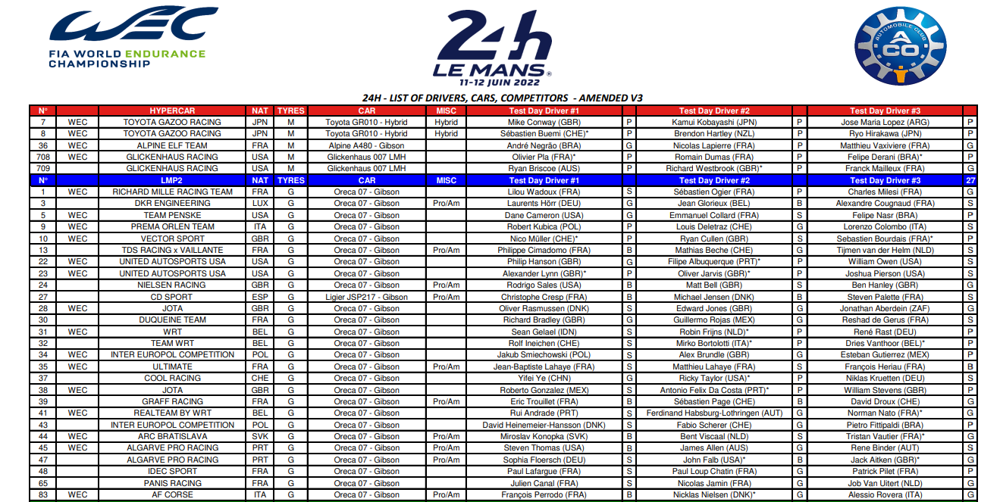 WEC
FIA WORLD ENDURANCE
CHAMPIONSHIP
24h
LE MANS®
11-12 JUIN 2022
AUTOMOBILE CLUB
ACO
24H - LIST OF DRIVERS, CARS, COMPETITORS - AMENDED V3
N° HYPERCAR NAT TYRES CAR MISC Test Day Driver #1 Test Day Driver #2 Test Day Driver #3
7 WEC TOYOTA GAZOO RACING JPN M Toyota GR010 - Hybrid Hybrid Mike Conway (GBR) P Kamui Kobayashi (JPN) P Jose Maria Lopez (ARG) P
8 WEC TOYOTA GAZOO RACING JPN M Toyota GR010 - Hybrid Hybrid Sébastien Buemi (CHE)* P Brendon Hartley (NZL) P Ryo Hirakawa (JPN) P
36 WEC ALPINE ELF TEAM FRA M Alpine A480 - Gibson André Negrão (BRA) G Nicolas Lapierre (FRA) P Matthieu Vaxiviere (FRA) G
708 WEC GLICKENHAUS RACING USA M Glickenhaus 007 LMH Olivier Pla (FRA)* P Romain Dumas (FRA) P Felipe Derani (BRA)* P
709 GLICKENHAUS RACING USA M Glickenhaus 007 LMH Ryan Briscoe (AUS) P Richard Westbrook (GBR)* P Franck Mailleux (FRA) G
N° LMP2 NAT TYRES CAR MISC Test Day Driver #1 Test Day Driver #2 Test Day Driver #3 27
1 WEC RICHARD MILLE RACING TEAM FRA G Oreca 07 - Gibson Lilou Wadoux (FRA) S Sébastien Ogier (FRA) P Charles Milesi (FRA) G
3 DKR ENGINEERING LUX G Oreca 07 - Gibson Pro/Am Laurents Hörr (DEU) G Jean Glorieux (BEL) B Alexandre Cougnaud (FRA) S
5 WEC TEAM PENSKE USA G Oreca 07 - Gibson Dane Cameron (USA) G Emmanuel Collard (FRA) S Felipe Nasr (BRA) P
9 WEC PREMA ORLEN TEAM ITA G Oreca 07 - Gibson Robert Kubica (POL) P Louis Deletraz (CHE) G Lorenzo Colombo (ITA) S
10 WEC VECTOR SPORT GBR G Oreca 07 - Gibson Nico Müller (CHE)* P Ryan Cullen (GBR) S Sebastien Bourdais (FRA)* P
13 TDS RACING x VAILLANTE FRA G Oreca 07 - Gibson Pro/Am Philippe Cimadomo (FRA) B Mathias Beche (CHE) G Tijmen van der Helm (NLD) S
22 WEC UNITED AUTOSPORTS USA USA G Oreca 07 - Gibson Philip Hanson (GBR) G Filipe Albuquerque (PRT)* P William Owen (USA) S
23 WEC UNITED AUTOSPORTS USA USA G Oreca 07 - Gibson Alexander Lynn (GBR)* P Oliver Jarvis (GBR)* P Joshua Pierson (USA) S
24 NIELSEN RACING GBR G Oreca 07 - Gibson Pro/Am Rodrigo Sales (USA) B Matt Bell (GBR) S Ben Hanley (GBR) G
27 CD SPORT ESP G Ligier JSP217 - Gibson Pro/Am Christophe Cresp (FRA) B Michael Jensen (DNK) B Steven Palette (FRA) S
28 WEC JOTA GBR G Oreca 07 - Gibson Oliver Rasmussen (DNK) S Edward Jones (GBR) G Jonathan Aberdein (ZAF) G
30 DUQUEINE TEAM FRA G Oreca 07 - Gibson Richard Bradley (GBR) G Guillermo Rojas (MEX) G Reshad de Gerus (FRA) S
31 WEC WRT BEL G Oreca 07 - Gibson Sean Gelael (IDN) S Robin Frijns (NLD)* P René Rast (DEU) P
32 TEAM WRT BEL G Oreca 07 - Gibson Rolf Ineichen (CHE) S Mirko Bortolotti (ITA)* P Dries Vanthoor (BEL)* P
34 WEC INTER EUROPOL COMPETITION POL G Oreca 07 - Gibson Jakub Smiechowski (POL) S Alex Brundle (GBR) G Esteban Gutierrez (MEX) P
35 WEC ULTIMATE FRA G Oreca 07 - Gibson Pro/Am Jean-Baptiste Lahaye (FRA) S Matthieu Lahaye (FRA) S François Heriau (FRA) B
37 COOL RACING CHE G Oreca 07 - Gibson Yifei Ye (CHN) G Ricky Taylor (USA)* P Niklas Kruetten (DEU) S
38 WEC JOTA GBR G Oreca 07 - Gibson Roberto Gonzalez (MEX) S Antonio Felix Da Costa (PRT)* P William Stevens (GBR) P
39 GRAFF RACING FRA G Oreca 07 - Gibson Pro/Am Eric Trouillet (FRA) B Sébastien Page (CHE) B David Droux (CHE) G
41 WEC REALTEAM BY WRT BEL G Oreca 07 - Gibson Rui Andrade (PRT) S Ferdinand Habsburg-Lothringen (AUT) G Norman Nato (FRA)* G
43 INTER EUROPOL COMPETITION POL G Oreca 07 - Gibson David Heinemeier-Hansson (DNK) S Fabio Scherer (CHE) G Pietro Fittipaldi (BRA) P
44 WEC ARC BRATISLAVA SVK G Oreca 07 - Gibson Pro/Am Miroslav Konopka (SVK) B Bent Viscaal (NLD) S Tristan Vautier (FRA)* G
45 WEC ALGARVE PRO RACING PRT G Oreca 07 - Gibson Pro/Am Steven Thomas (USA) B James Allen (AUS) G Rene Binder (AUT) S
47 ALGARVE PRO RACING PRT G Oreca 07 - Gibson Pro/Am Sophia Floersch (DEU) S John Falb (USA)* B Jack Aitken (GBR)* G
48 IDEC SPORT FRA G Oreca 07 - Gibson Paul Lafargue (FRA) S Paul Loup Chatin (FRA) G Patrick Pilet (FRA) P
65 PANIS RACING FRA G Oreca 07 - Gibson Julien Canal (FRA) S Nicolas Jamin (FRA) G Job Van Uitert (NLD) G
83 WEC AF CORSE ITA G Oreca 07 - Gibson Pro/Am François Perrodo (FRA) B Nicklas Nielsen (DNK)* G Alessio Rovera (ITA) G